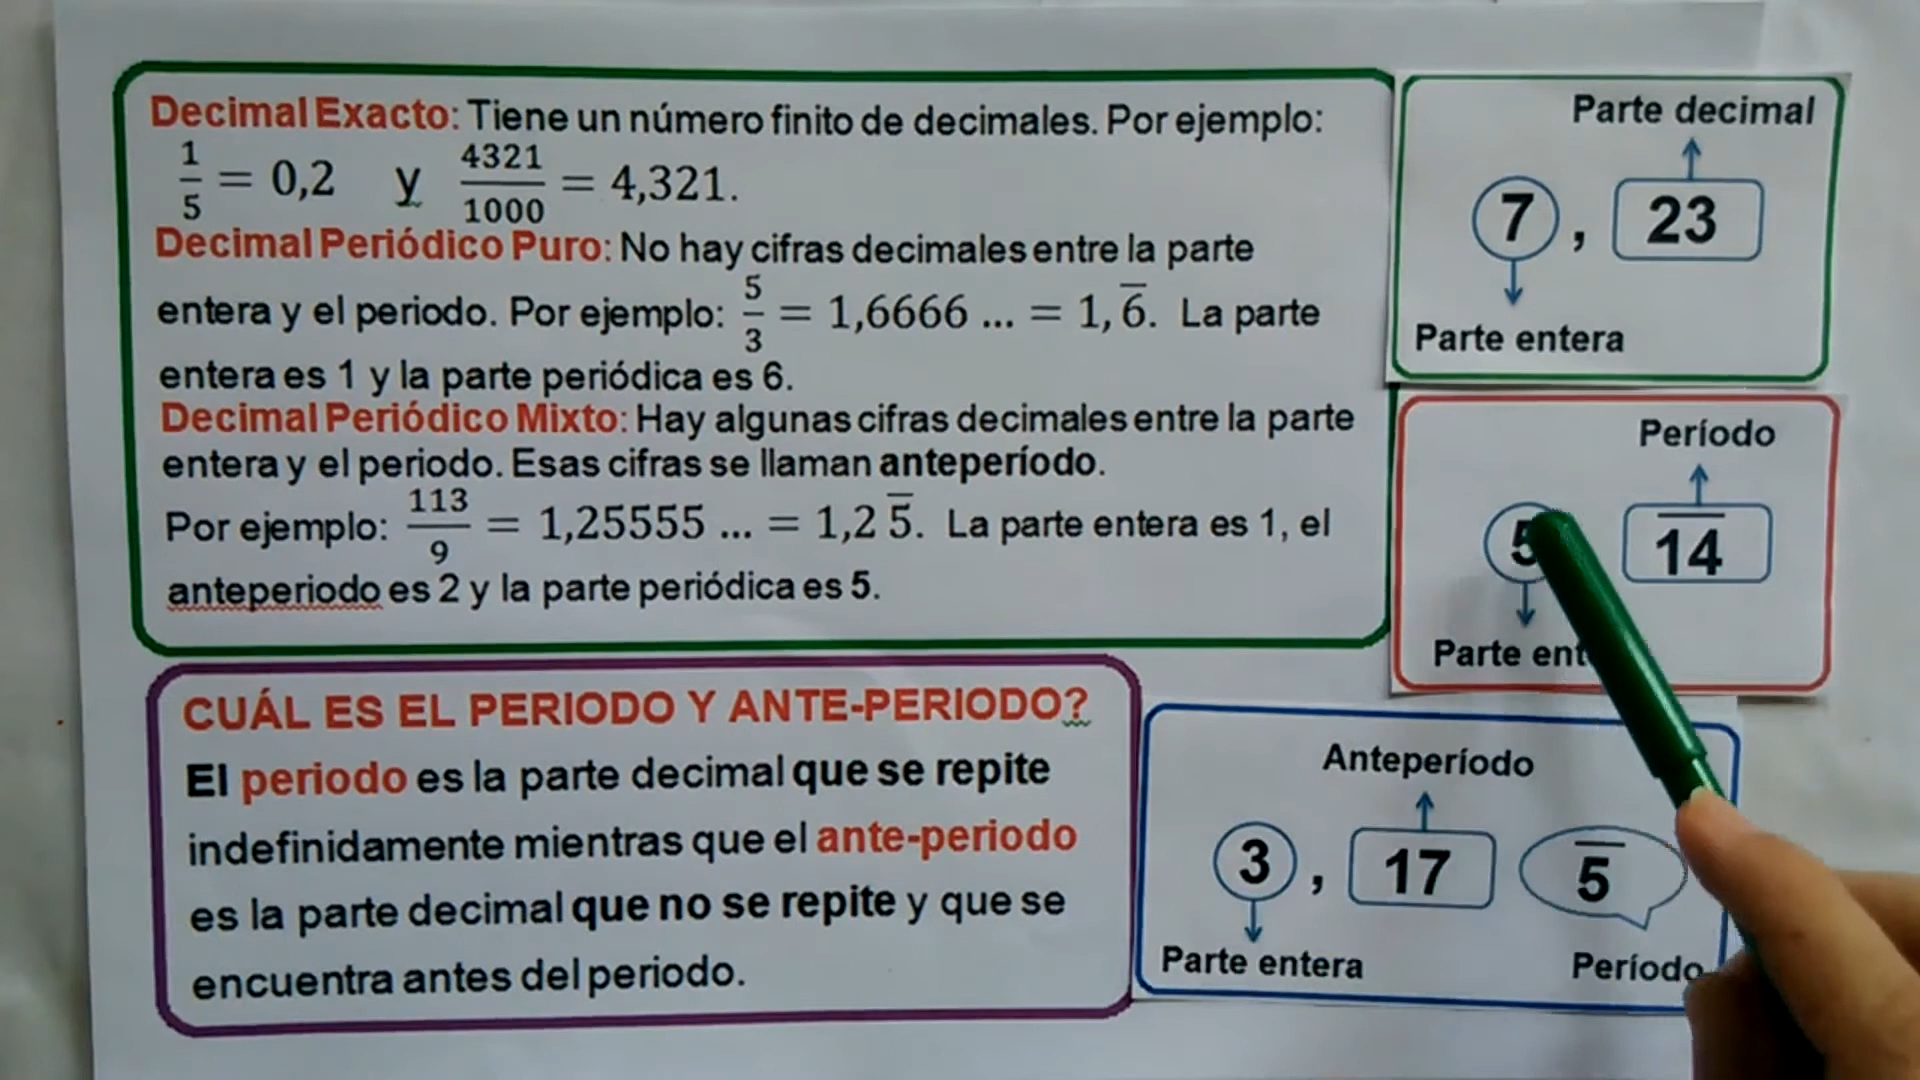 Decimal Exacto: Tiene un número finito de decimales. Por ejemplo:
1/5 = 0,2 y 4321/1000 = 4,321.
Decimal Periódico Puro: No hay cifras decimales entre la parte
entera y el periodo. Por ejemplo: 5/3 = 1,6666 ... = 1, 6̅. La parte
entera es 1 y la parte periódica es 6.
Decimal Periódico Mixto: Hay algunas cifras decimales entre la parte
entera y el periodo. Esas cifras se llaman anteperíodo.
Por ejemplo: 113/9 = 1,25555 ... = 1,2 5̅. La parte entera es 1, el
anteperiodo es 2 y la parte periódica es 5.
CUÁL ES EL PERIODO Y ANTE-PERIODO?
El periodo es la parte decimal que se repite
indefinidamente mientras que el ante-periodo
es la parte decimal que no se repite y que se
encuentra antes del periodo.
Parte decimal
7 , 23
Parte entera
Período
5 1̅4̅
Parte
Anteperíodo
3 , 17 5̅
Parte entera Período